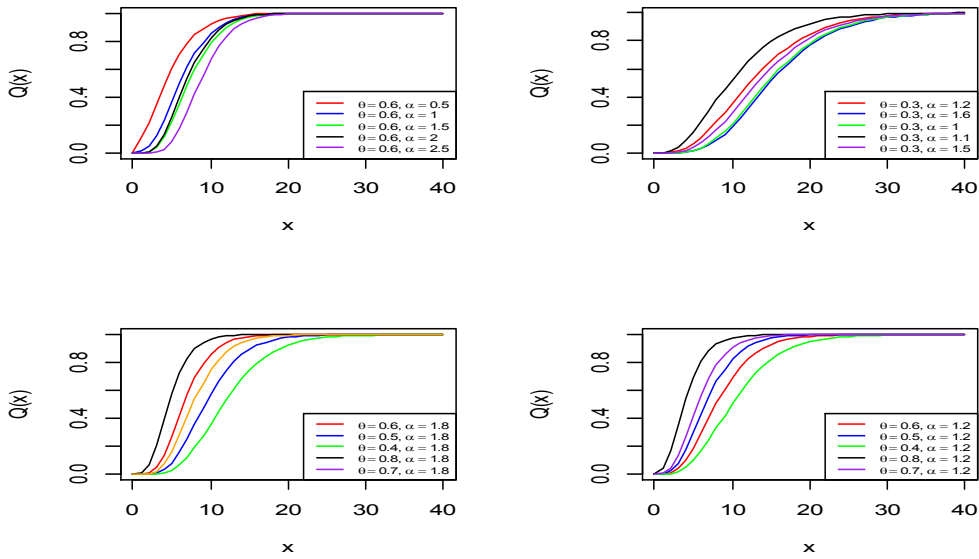 Q(x)
0.0
0.4
0.8
θ = 0.6, α = 0.5
θ = 0.6, α = 1
θ = 0.6, α = 1.5
θ = 0.6, α = 2
θ = 0.6, α = 2.5
0 10 20 30 40
x
Q(x)
0.0
0.4
0.8
θ = 0.3, α = 1.2
θ = 0.3, α = 1.6
θ = 0.3, α = 1
θ = 0.3, α = 1.1
θ = 0.3, α = 1.5
0 10 20 30 40
x
Q(x)
0.0
0.4
0.8
θ = 0.6, α = 1.8
θ = 0.5, α = 1.8
θ = 0.4, α = 1.8
θ = 0.8, α = 1.8
θ = 0.7, α = 1.8
0 10 20 30 40
x
Q(x)
0.0
0.4
0.8
θ = 0.6, α = 1.2
θ = 0.5, α = 1.2
θ = 0.4, α = 1.2
θ = 0.8, α = 1.2
θ = 0.7, α = 1.2
0 10 20 30 40
x